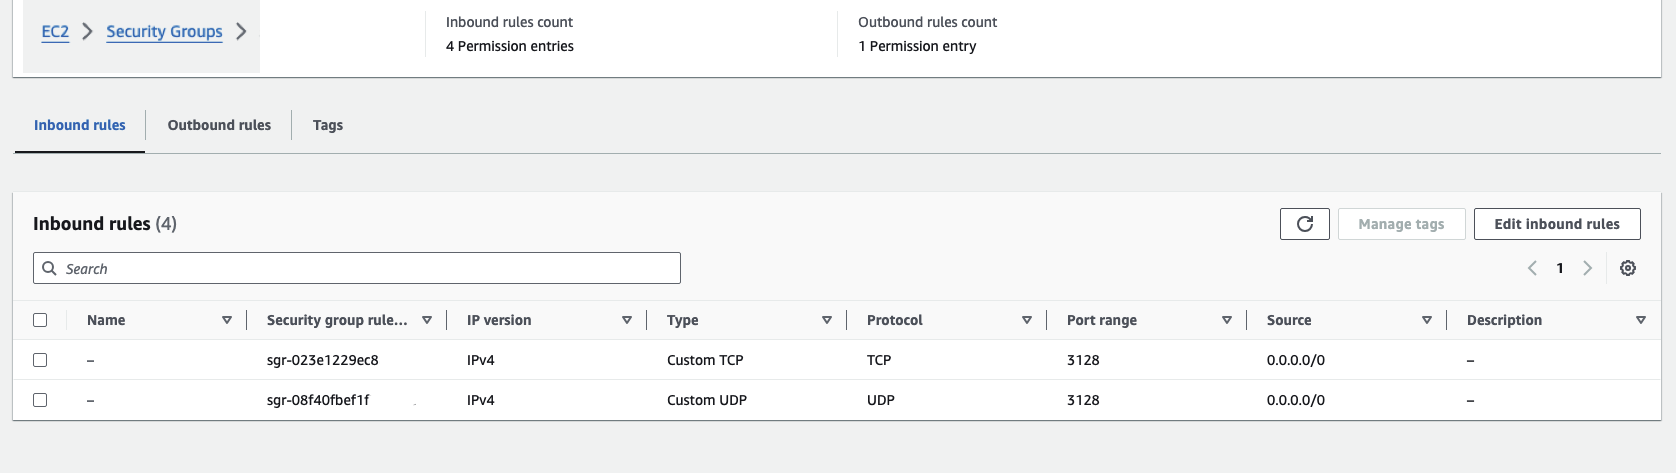 EC2 > Security Groups >
Inbound rules count
4 Permission entries
Outbound rules count
1 Permission entry
Inbound rules
Outbound rules
Tags
Inbound rules (4)
Manage tags
Edit inbound rules
Search
1
Name Security group rule... IP version Type Protocol Port range Source Description
– sgr-023e1229ec8 IPv4 Custom TCP TCP 3128 0.0.0.0/0 –
– sgr-08f40fbef1f IPv4 Custom UDP UDP 3128 0.0.0.0/0 –